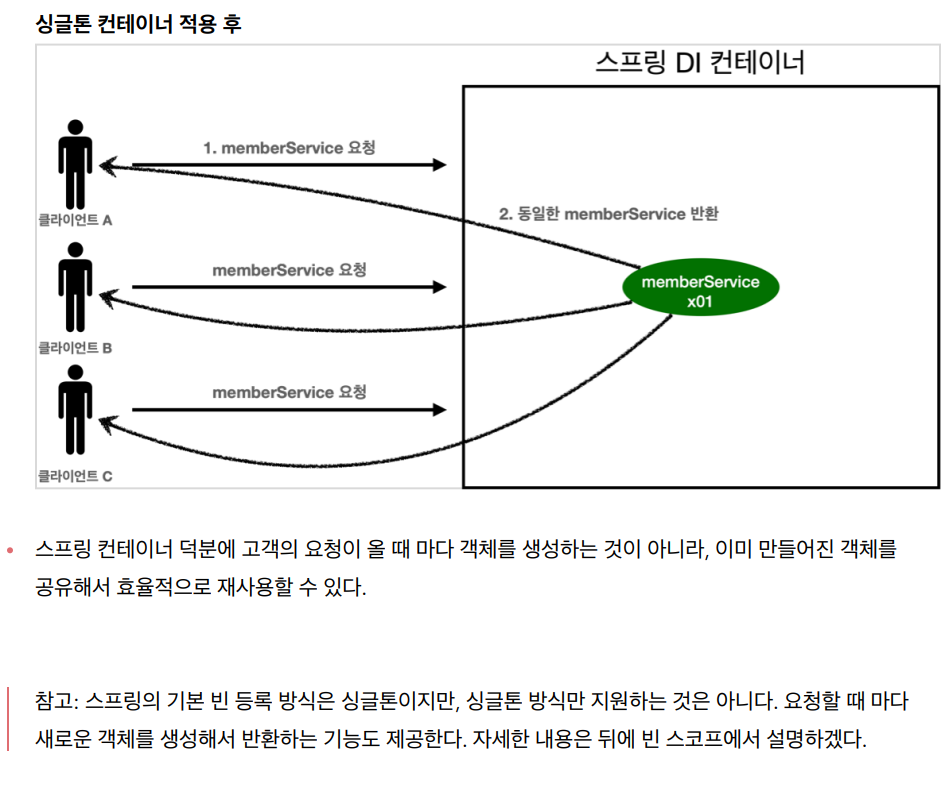 싱글톤 컨테이너 적용 후
스프링 DI 컨테이너
1. memberService 요청
클라이언트 A
2. 동일한 memberService 반환
memberService 요청
memberService
x01
클라이언트 B
memberService 요청
클라이언트 C
스프링 컨테이너 덕분에 고객의 요청이 올 때 마다 객체를 생성하는 것이 아니라, 이미 만들어진 객체를
공유해서 효율적으로 재사용할 수 있다.
참고: 스프링의 기본 빈 등록 방식은 싱글톤이지만, 싱글톤 방식만 지원하는 것은 아니다. 요청할 때 마다
새로운 객체를 생성해서 반환하는 기능도 제공한다. 자세한 내용은 뒤에 빈 스코프에서 설명하겠다.